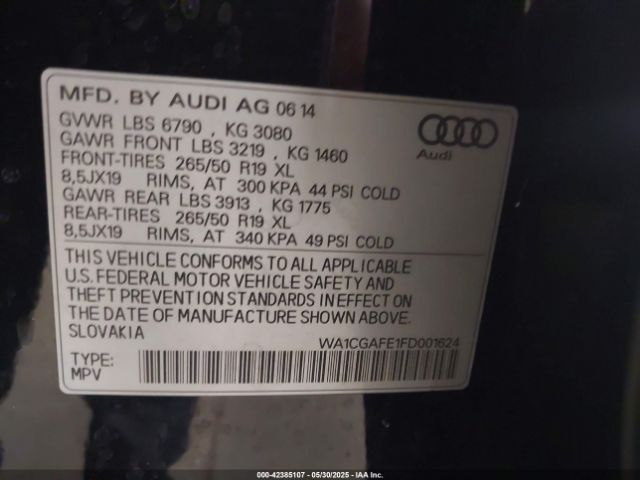 MFD. BY AUDI AG 06 14
GVWR LBS 6790 , KG 3080
GAWR FRONT LBS 3219 , KG 1460
FRONT-TIRES 265/50 R19 XL
8,5JX19 RIMS, AT 300 KPA 44 PSI COLD
GAWR REAR LBS 3913 , KG 1775
REAR-TIRES 265/50 R19 XL
8,5JX19 RIMS, AT 340 KPA 49 PSI COLD
Audi
THIS VEHICLE CONFORMS TO ALL APPLICABLE
U.S. FEDERAL MOTOR VEHICLE SAFETY AND
THEFT PREVENTION STANDARDS IN EFFECT ON
THE DATE OF MANUFACTURE SHOWN ABOVE.
SLOVAKIA
WA1CGAFE1FD001624
TYPE:
MPV
000-42385107 — 05/30/2025 — IAA Inc.